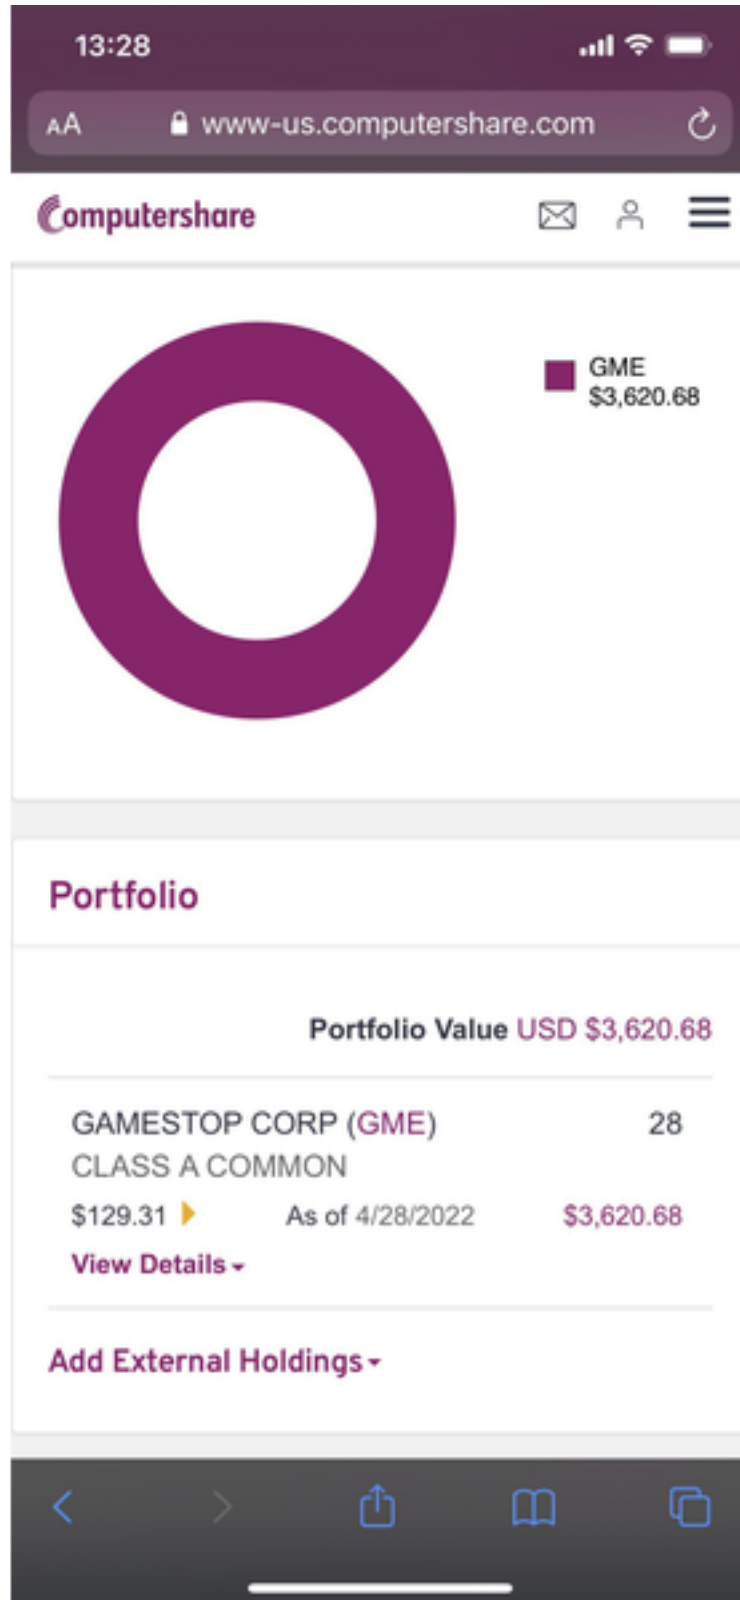 13:28
AA www-us.computershare.com
Computershare
GME
$3,620.68
Portfolio
Portfolio Value USD $3,620.68
GAMESTOP CORP (GME) 28
CLASS A COMMON
$129.31 As of 4/28/2022 $3,620.68
View Details
Add External Holdings